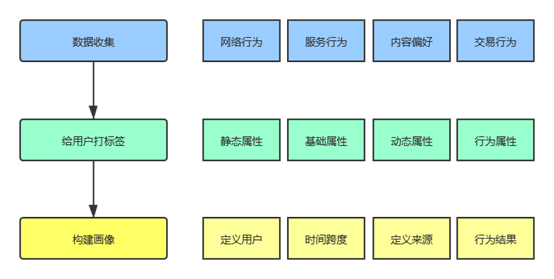 数据收集
网络行为
服务行为
内容偏好
交易行为
给用户打标签
静态属性
基础属性
动态属性
行为属性
构建画像
定义用户
时间跨度
定义来源
行为结果